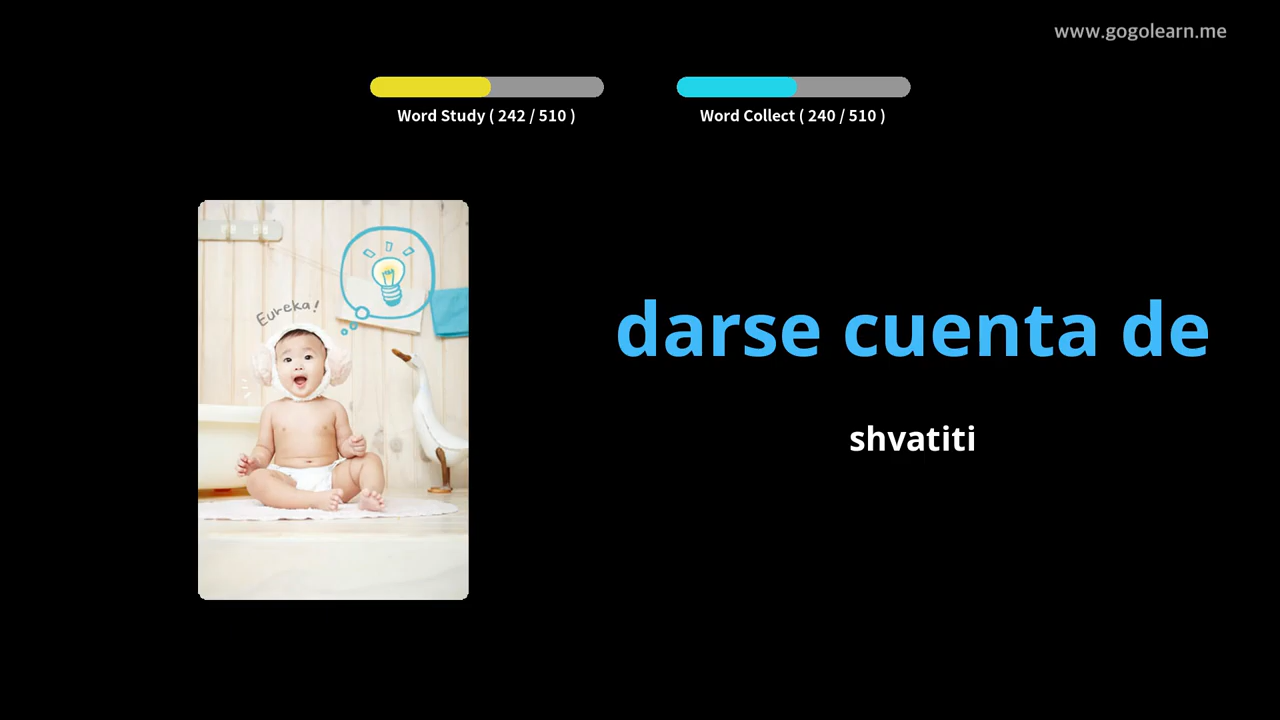 www.gogolearn.me
Word Study ( 242 / 510 )
Word Collect ( 240 / 510 )
Eureka!
darse cuenta de
shvatiti